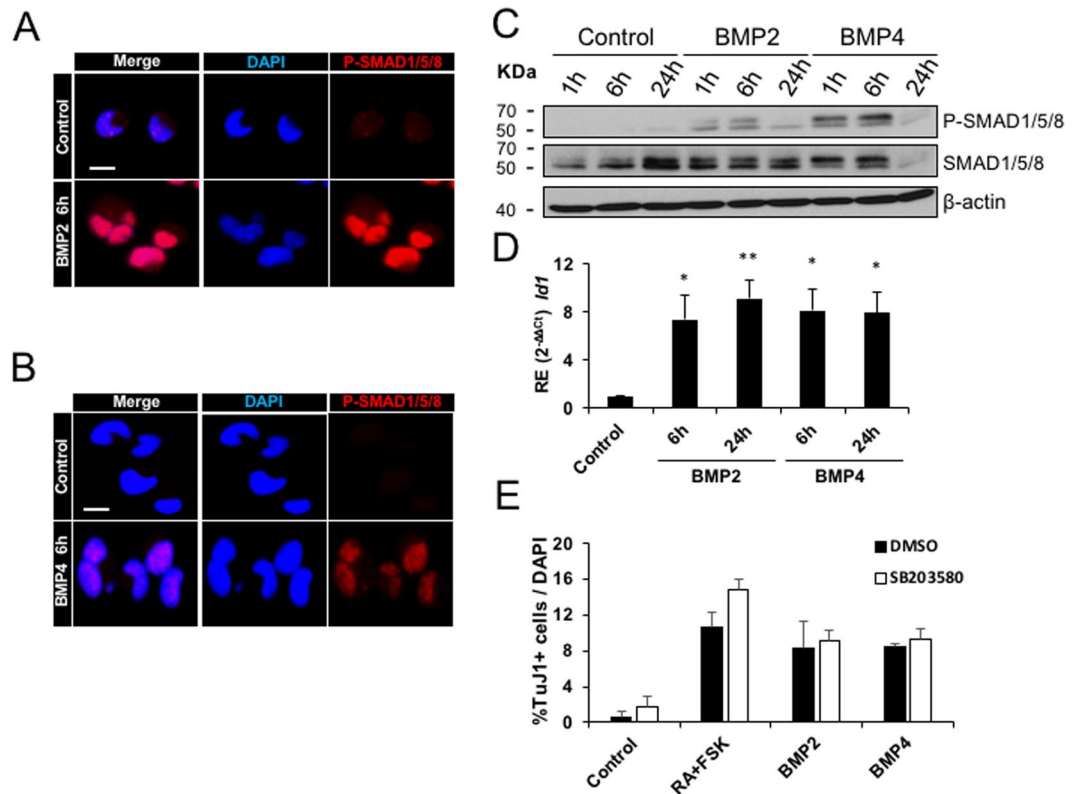 A
Merge DAPI P-SMAD1/5/8
Control
BMP2 6h
B
Merge DAPI P-SMAD1/5/8
Control
BMP4 6h
C
Control BMP2 BMP4
KDa 1h 6h 24h 1h 6h 24h 1h 6h 24h
70 -
50 -
P-SMAD1/5/8
70 -
50 -
SMAD1/5/8
40 -
β-actin
D
RE (2-ΔΔCt) Id1
12
8
4
0
* ** * *
Control 6h 24h 6h 24h
BMP2 BMP4
E
%TuJ1+ cells / DAPI
20
16
12
8
4
0
DMSO
SB203580
Control RA+FSK BMP2 BMP4